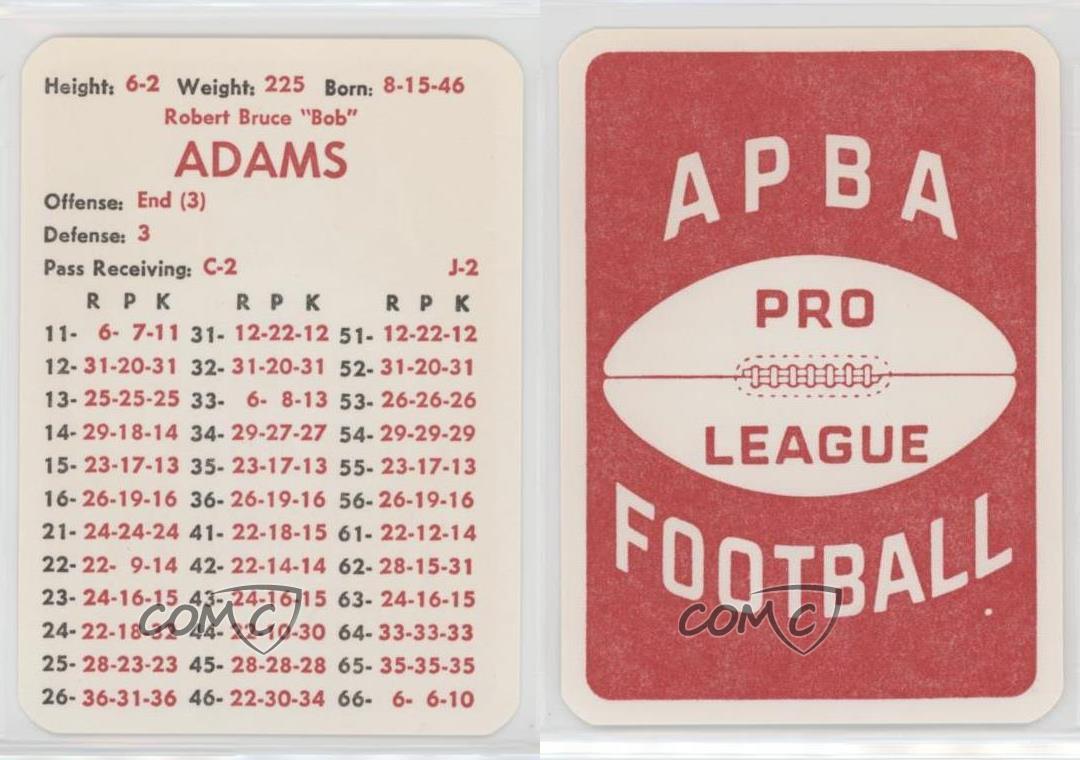 Height: 6-2 Weight: 225 Born: 8-15-46
Robert Bruce "Bob"
ADAMS
Offense: End (3)
Defense: 3
Pass Receiving: C-2 J-2
R P K R P K R P K
11- 6- 7-11 31- 12-22-12 51- 12-22-12
12- 31-20-31 32- 31-20-31 52- 31-20-31
13- 25-25-25 33- 6- 8-13 53- 26-26-26
14- 29-18-14 34- 29-27-27 54- 29-29-29
15- 23-17-13 35- 23-17-13 55- 23-17-13
16- 26-19-16 36- 26-19-16 56- 26-19-16
21- 24-24-24 41- 22-18-15 61- 22-12-14
22- 22- 9-14 42- 22-14-14 62- 28-15-31
23- 24-16-15 43- 24-16-15 63- 24-16-15
24- 22-18-32 44- 22-10-30 64- 33-33-33
25- 28-23-23 45- 28-28-28 65- 35-35-35
26- 36-31-36 46- 22-30-34 66- 6- 6-10
COMC
APBA
PRO
LEAGUE
FOOTBALL
COMC